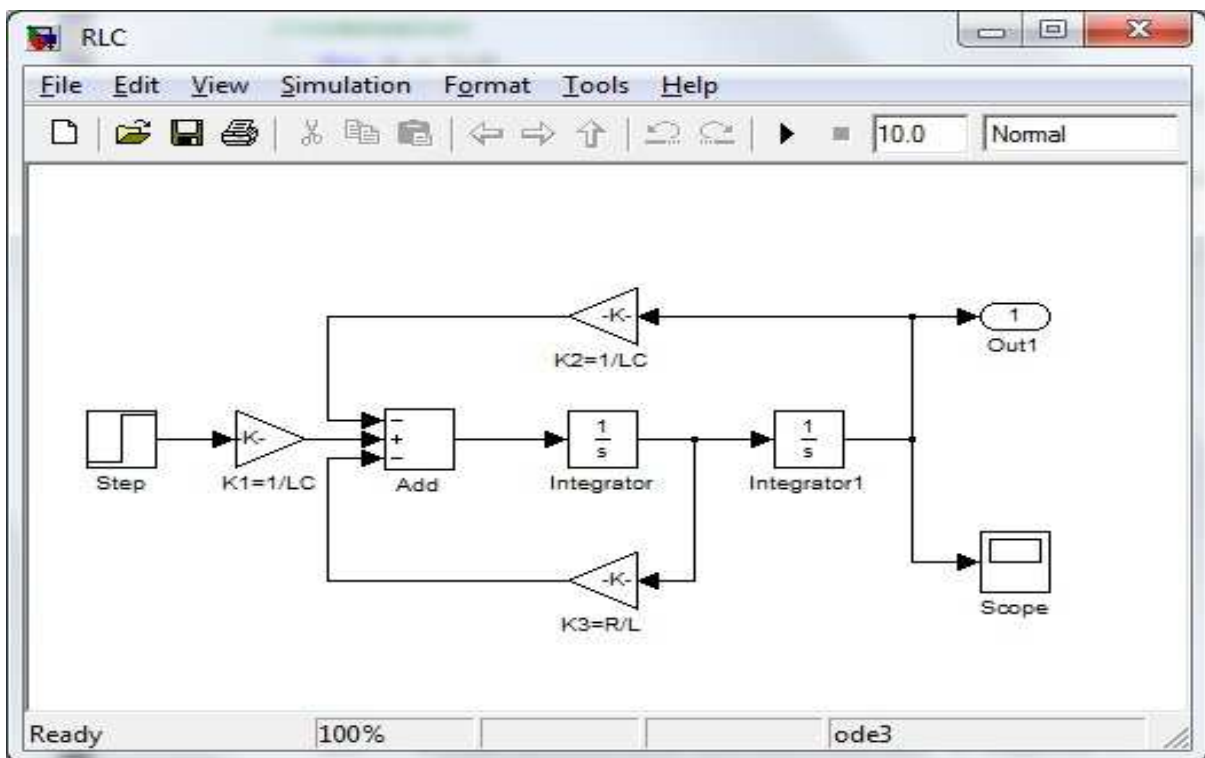 RLC
File Edit View Simulation Format Tools Help
10.0 Normal
-K-
K2=1/LC
1
Out1
Step
-K-
K1=1/LC
−
+
−
Add
1
s
Integrator
1
s
Integrator1
-K-
K3=R/L
Scope
Ready 100% ode3